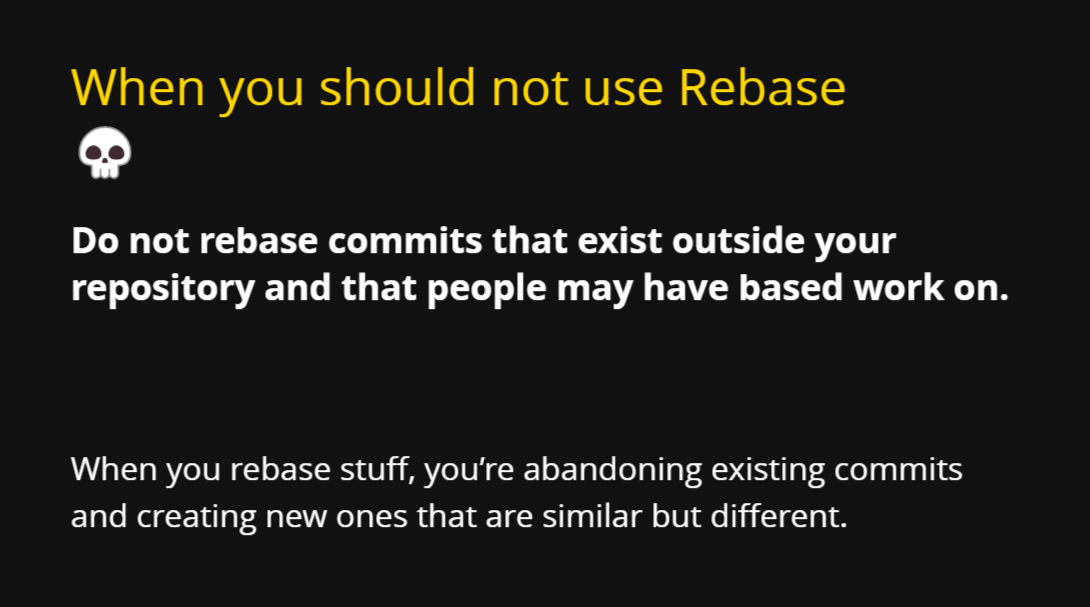 When you should not use Rebase
💀
Do not rebase commits that exist outside your
repository and that people may have based work on.
When you rebase stuff, you’re abandoning existing commits
and creating new ones that are similar but different.